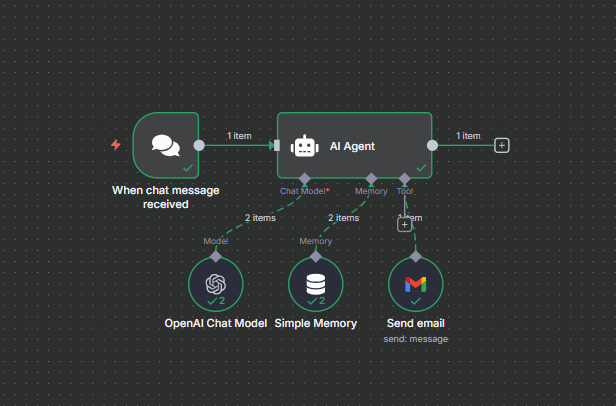 1 item
1 item
AI Agent
When chat message
received
Chat Model*
Memory
Tool
2 items
2 items
1 item
Model
Memory
2
2
OpenAI Chat Model
Simple Memory
Send email
send: message